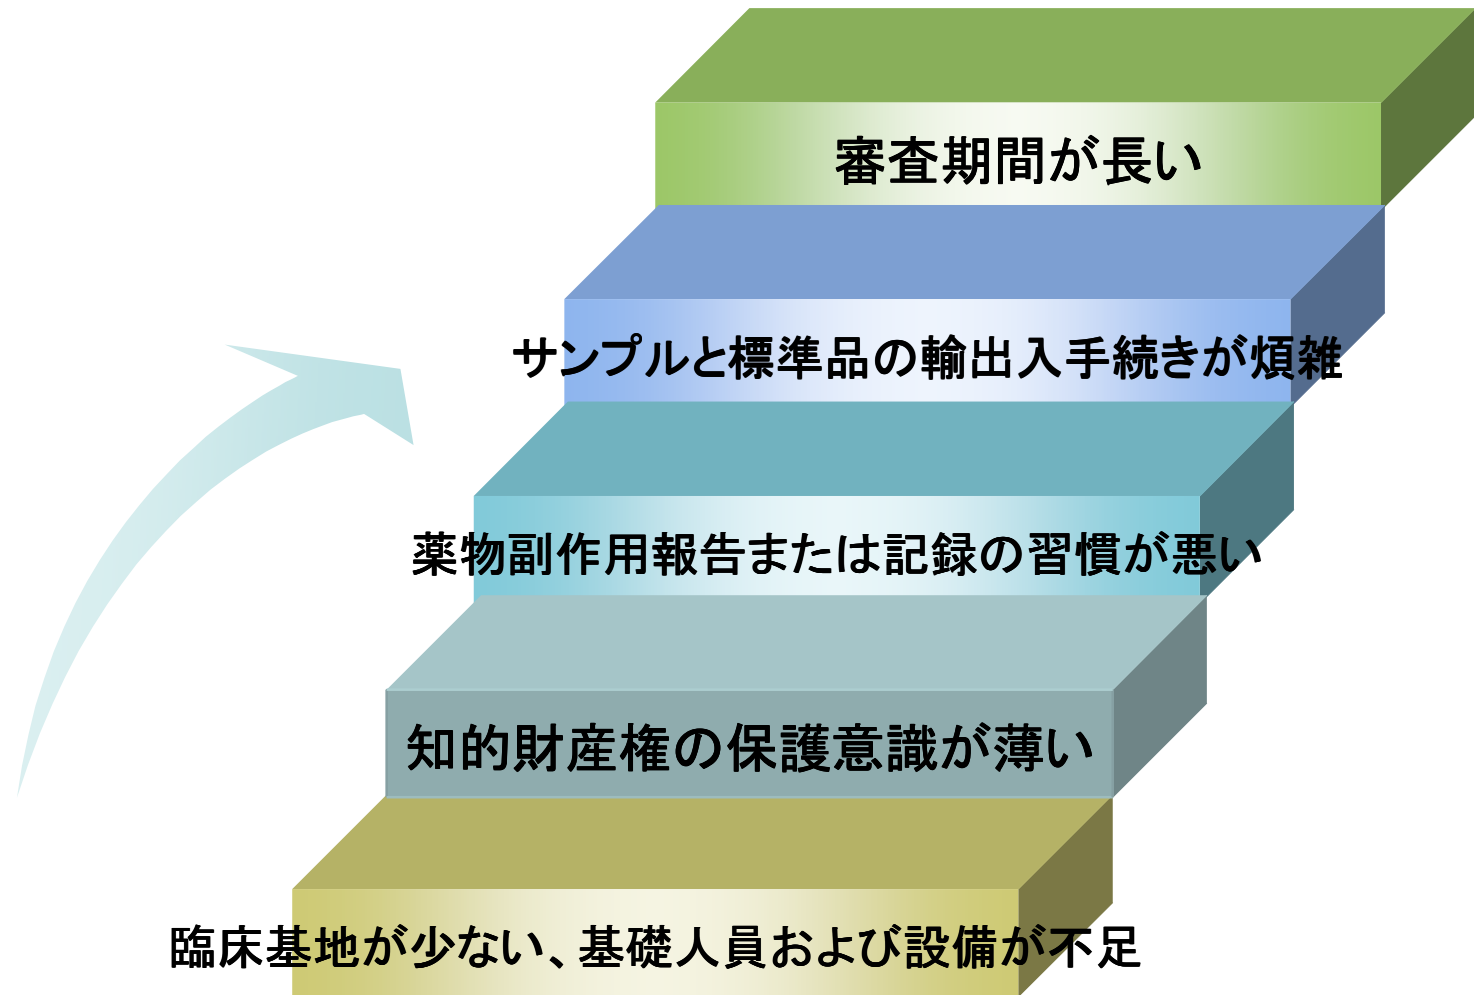 審査期間が長い
サンプルと標準品の輸出入手続きが煩雑
薬物副作用報告または記録の習慣が悪い
知的財産権の保護意識が薄い
臨床基地が少ない、基礎人員および設備が不足